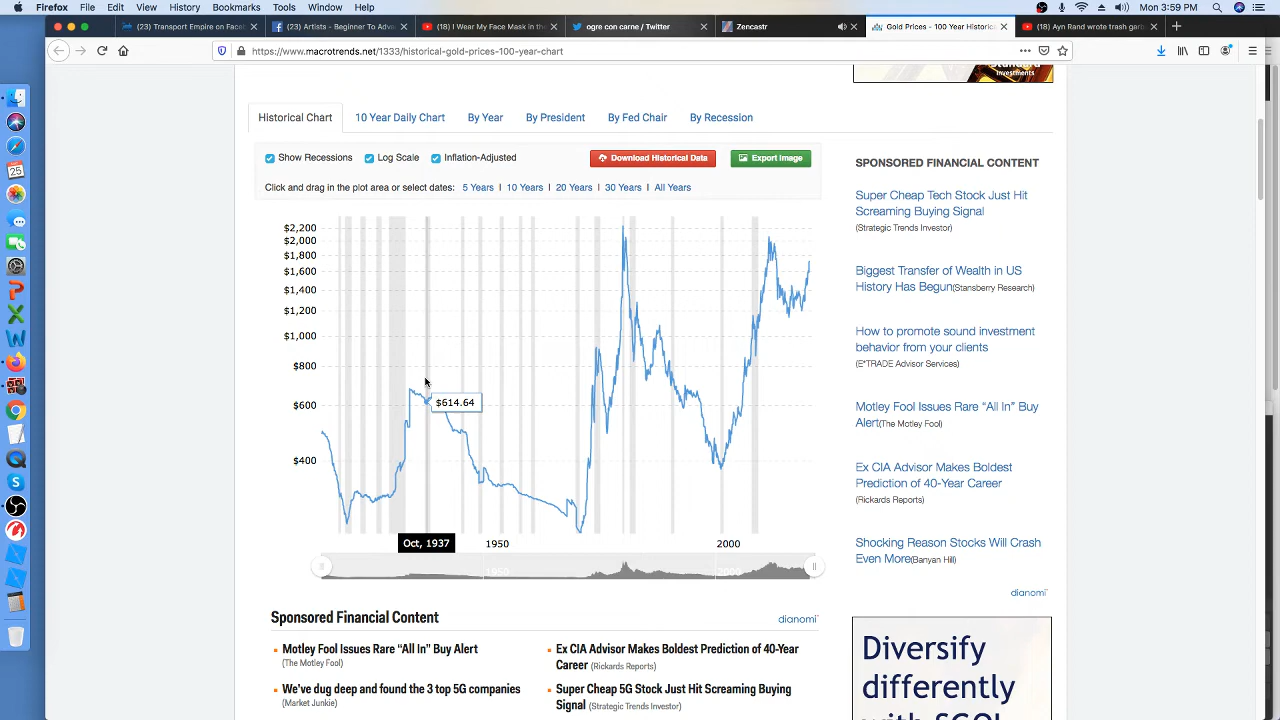 Firefox File Edit View History Bookmarks Tools Window Help Mon 3:59 PM
(23) Transport Empire on Faceb
(23) Artists - Beginner To Adva
(18) I Wear My Face Mask In the
ogre con carne / Twitter
Zencastr
Gold Prices - 100 Year Historica
(18) Ayn Rand wrote trash garb
https://www.macrotrends.net/1333/historical-gold-prices-100-year-chart
Standard
Investments
Historical Chart
10 Year Daily Chart
By Year
By President
By Fed Chair
By Recession
Show Recessions
Log Scale
Inflation-Adjusted
Download Historical Data
Export Image
Click and drag in the plot area or select dates: 5 Years | 10 Years | 20 Years | 30 Years | All Years
$2,200
$2,000
$1,800
$1,600
$1,400
$1,200
$1,000
$800
$600
$400
$614.64
Oct, 1937
1950
2000
1950
2000
SPONSORED FINANCIAL CONTENT
Super Cheap Tech Stock Just Hit
Screaming Buying Signal
(Strategic Trends Investor)
Biggest Transfer of Wealth in US
History Has Begun(Stansberry Research)
How to promote sound investment
behavior from your clients
(E*TRADE Advisor Services)
Motley Fool Issues Rare “All In” Buy
Alert(The Motley Fool)
Ex CIA Advisor Makes Boldest
Prediction of 40-Year Career
(Rickards Reports)
Shocking Reason Stocks Will Crash
Even More(Banyan Hill)
dianomi
Sponsored Financial Content
dianomi
Motley Fool Issues Rare “All In” Buy Alert
(The Motley Fool)
We've dug deep and found the 3 top 5G companies
(Market Junkie)
Ex CIA Advisor Makes Boldest Prediction of 40-Year
Career (Rickards Reports)
Super Cheap 5G Stock Just Hit Screaming Buying
Signal (Strategic Trends Investor)
Diversify
differently